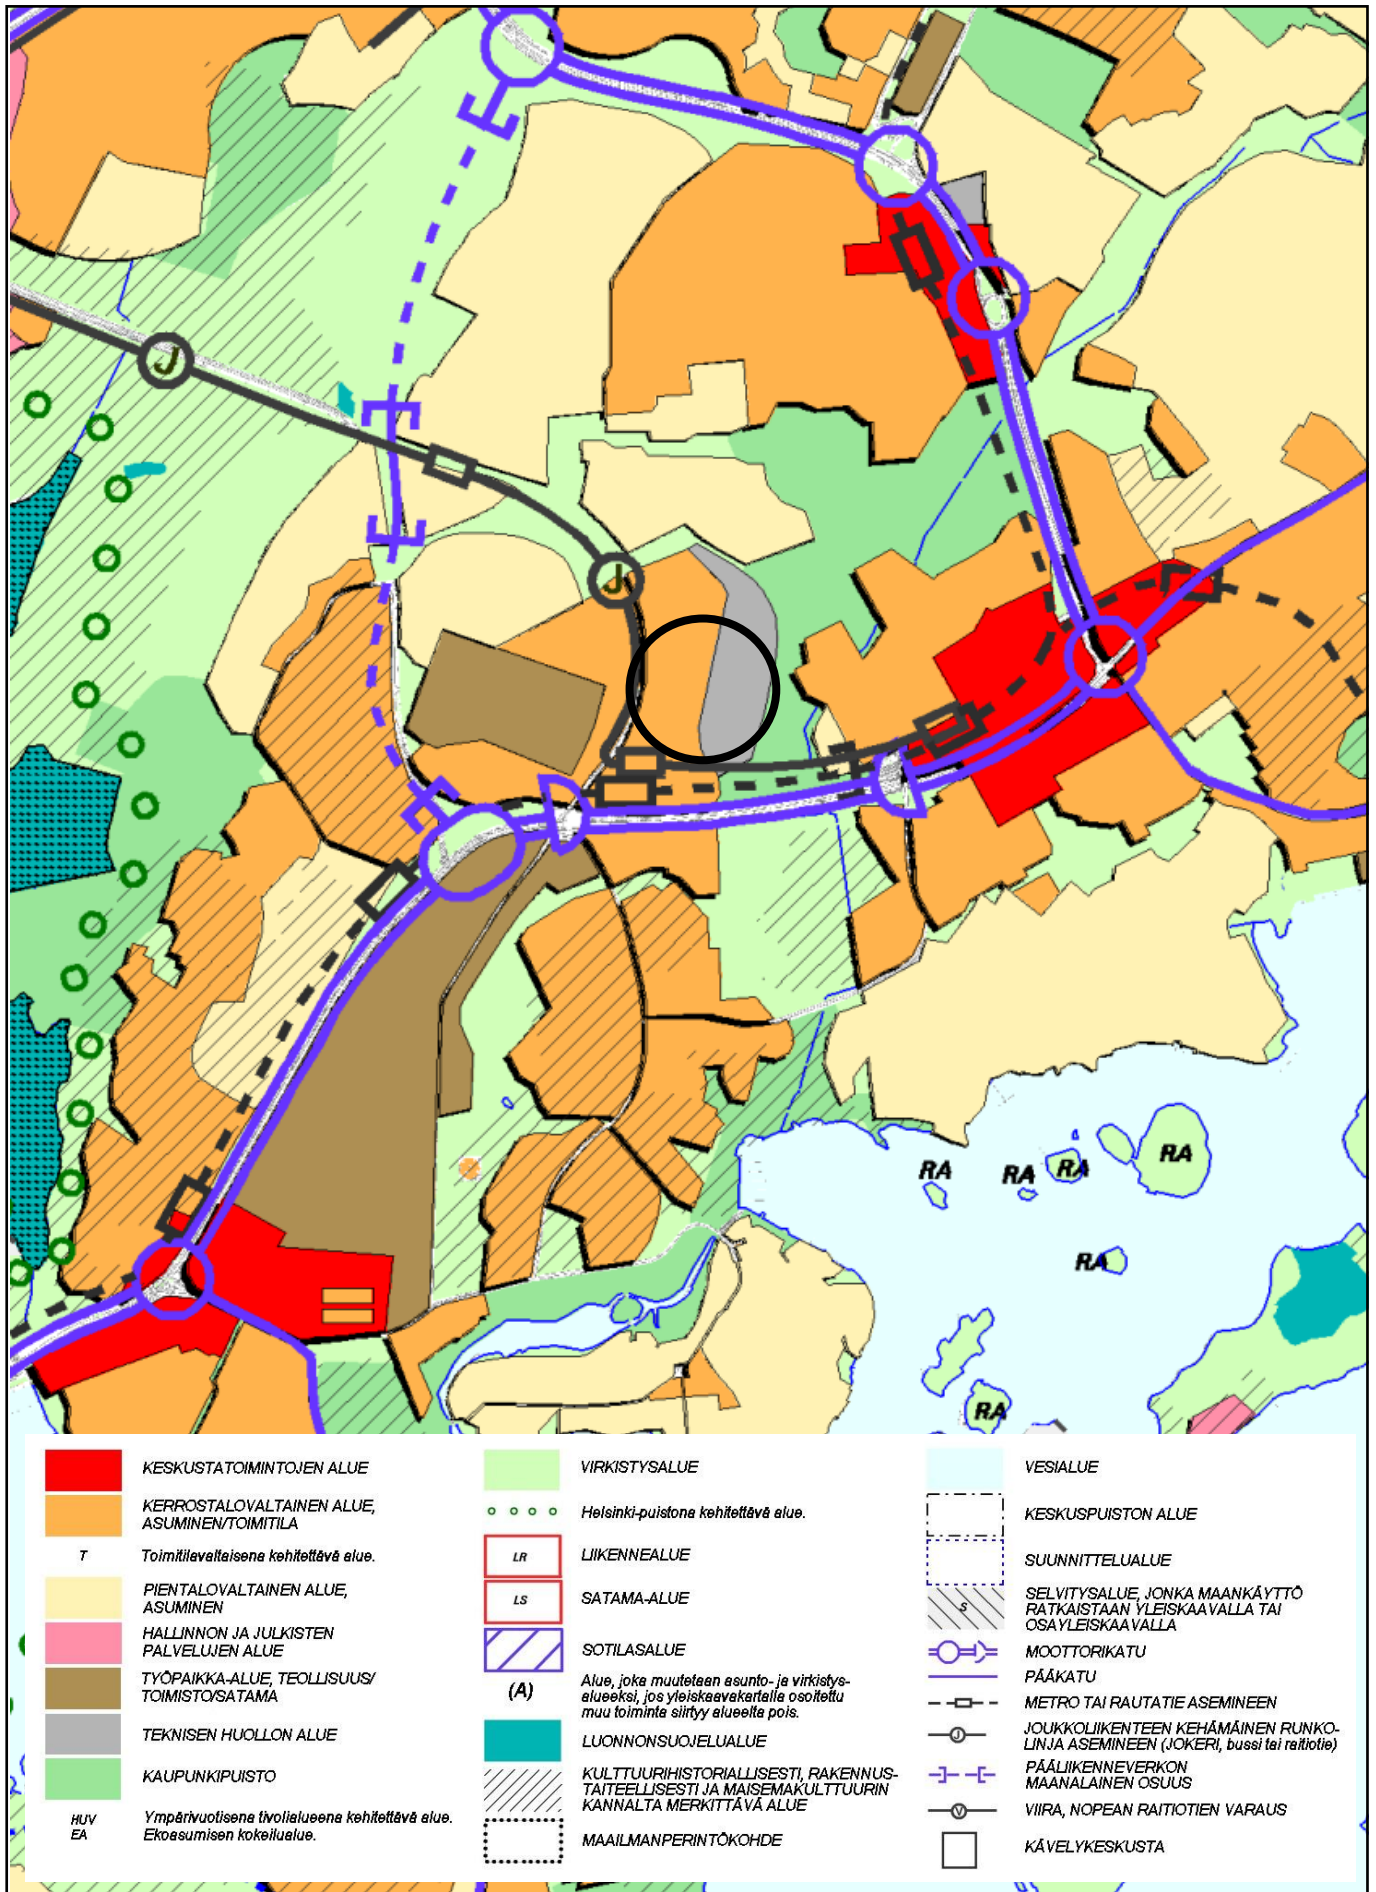 J
J
RA
RA
RA
RA
RA
RA
KESKUSTATOIMINTOJEN ALUE
KERROSTALOVALTAINEN ALUE,
ASUMINEN/TOIMITILA
T
Toimitilavaltaisena kehitettävä alue.
PIENTALOVALTAINEN ALUE,
ASUMINEN
HALLINNON JA JULKISTEN
PALVELUJEN ALUE
TYÖPAIKKA-ALUE, TEOLLISUUS/
TOIMISTO/SATAMA
TEKNISEN HUOLLON ALUE
KAUPUNKIPUISTO
HUV
Ympärivuotisena tivolialueena kehitettävä alue.
EA
Ekoasumisen kokeilualue.
VIRKISTYSALUE
Helsinki-puistona kehitettävä alue.
LR
LIIKENNEALUE
LS
SATAMA-ALUE
SOTILASALUE
(A)
Alue, joka muutetaan asunto- ja virkistys-
alueeksi, jos yleiskaavakartalla osoitettu
muu toiminta siirtyy alueelta pois.
LUONNONSUOJELUALUE
KULTTUURIHISTORIALLISESTI, RAKENNUS-
TAITEELLISESTI JA MAISEMAKULTTUURIN
KANNALTA MERKITTÄVÄ ALUE
MAAILMANPERINTÖKOHDE
VESIALUE
KESKUSPUISTON ALUE
SUUNNITTELUALUE
S
SELVITYSALUE, JONKA MAANKÄYTTÖ
RATKAISTAAN YLEISKAAVALLA TAI
OSAYLEISKAAVALLA
MOOTTORIKATU
PÄÄKATU
METRO TAI RAUTATIE ASEMINEEN
J
JOUKKOLIIKENTEEN KEHÄMÄINEN RUNKO-
LINJA ASEMINEEN (JOKERI, bussi tai raitiotie)
PÄÄLIIKENNEVERKON
MAANALAINEN OSUUS
V
VIIRA, NOPEAN RAITIOTIEN VARAUS
KÄVELYKESKUSTA